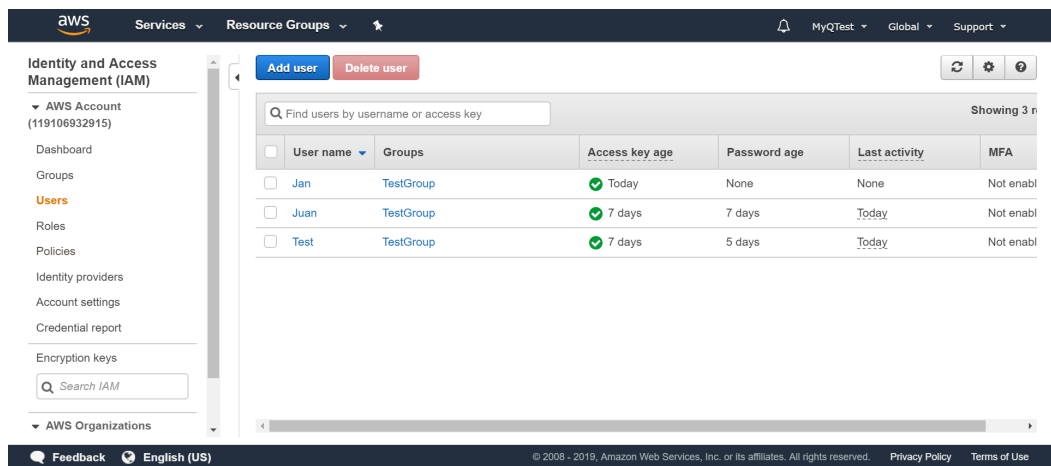 aws Services Resource Groups MyQTest Global Support
Identity and Access
Management (IAM)
AWS Account
(119106932915)
Dashboard
Groups
Users
Roles
Policies
Identity providers
Account settings
Credential report
Encryption keys
Search IAM
AWS Organizations
Add user Delete user
Find users by username or access key Showing 3 r
User name Groups Access key age Password age Last activity MFA
Jan TestGroup Today None None Not enabl
Juan TestGroup 7 days 7 days Today Not enabl
Test TestGroup 7 days 5 days Today Not enabl
Feedback English (US) © 2008 - 2019, Amazon Web Services, Inc. or its affiliates. All rights reserved. Privacy Policy Terms of Use